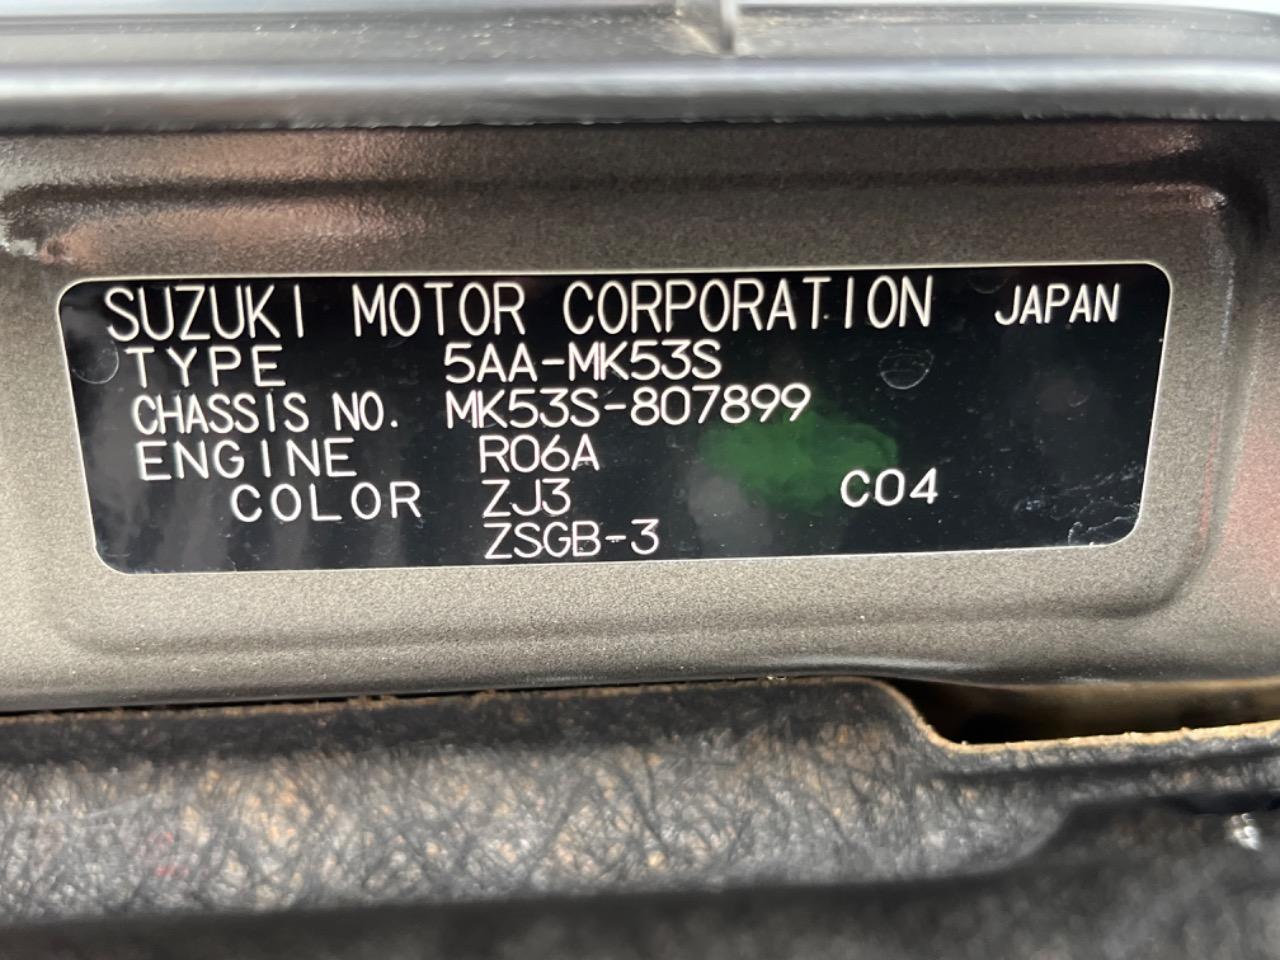 SUZUKI MOTOR CORPORATION JAPAN
TYPE 5AA-MK53S
CHASSIS NO. MK53S-807899
ENGINE R06A
COLOR ZJ3 C04
ZSGB-3